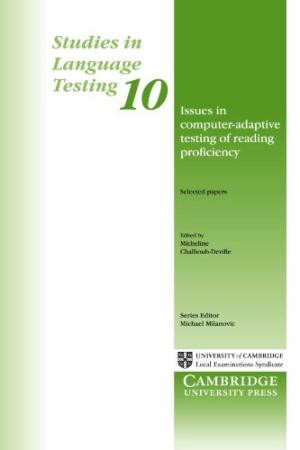 Studies in
Language
Testing 10
Issues in
computer-adaptive
testing of reading
proficiency
Selected papers
Edited by
Micheline
Chalhoub-Deville
Series Editor
Michael Milanovic
UNIVERSITY of CAMBRIDGE
Local Examinations Syndicate
CAMBRIDGE
UNIVERSITY PRESS